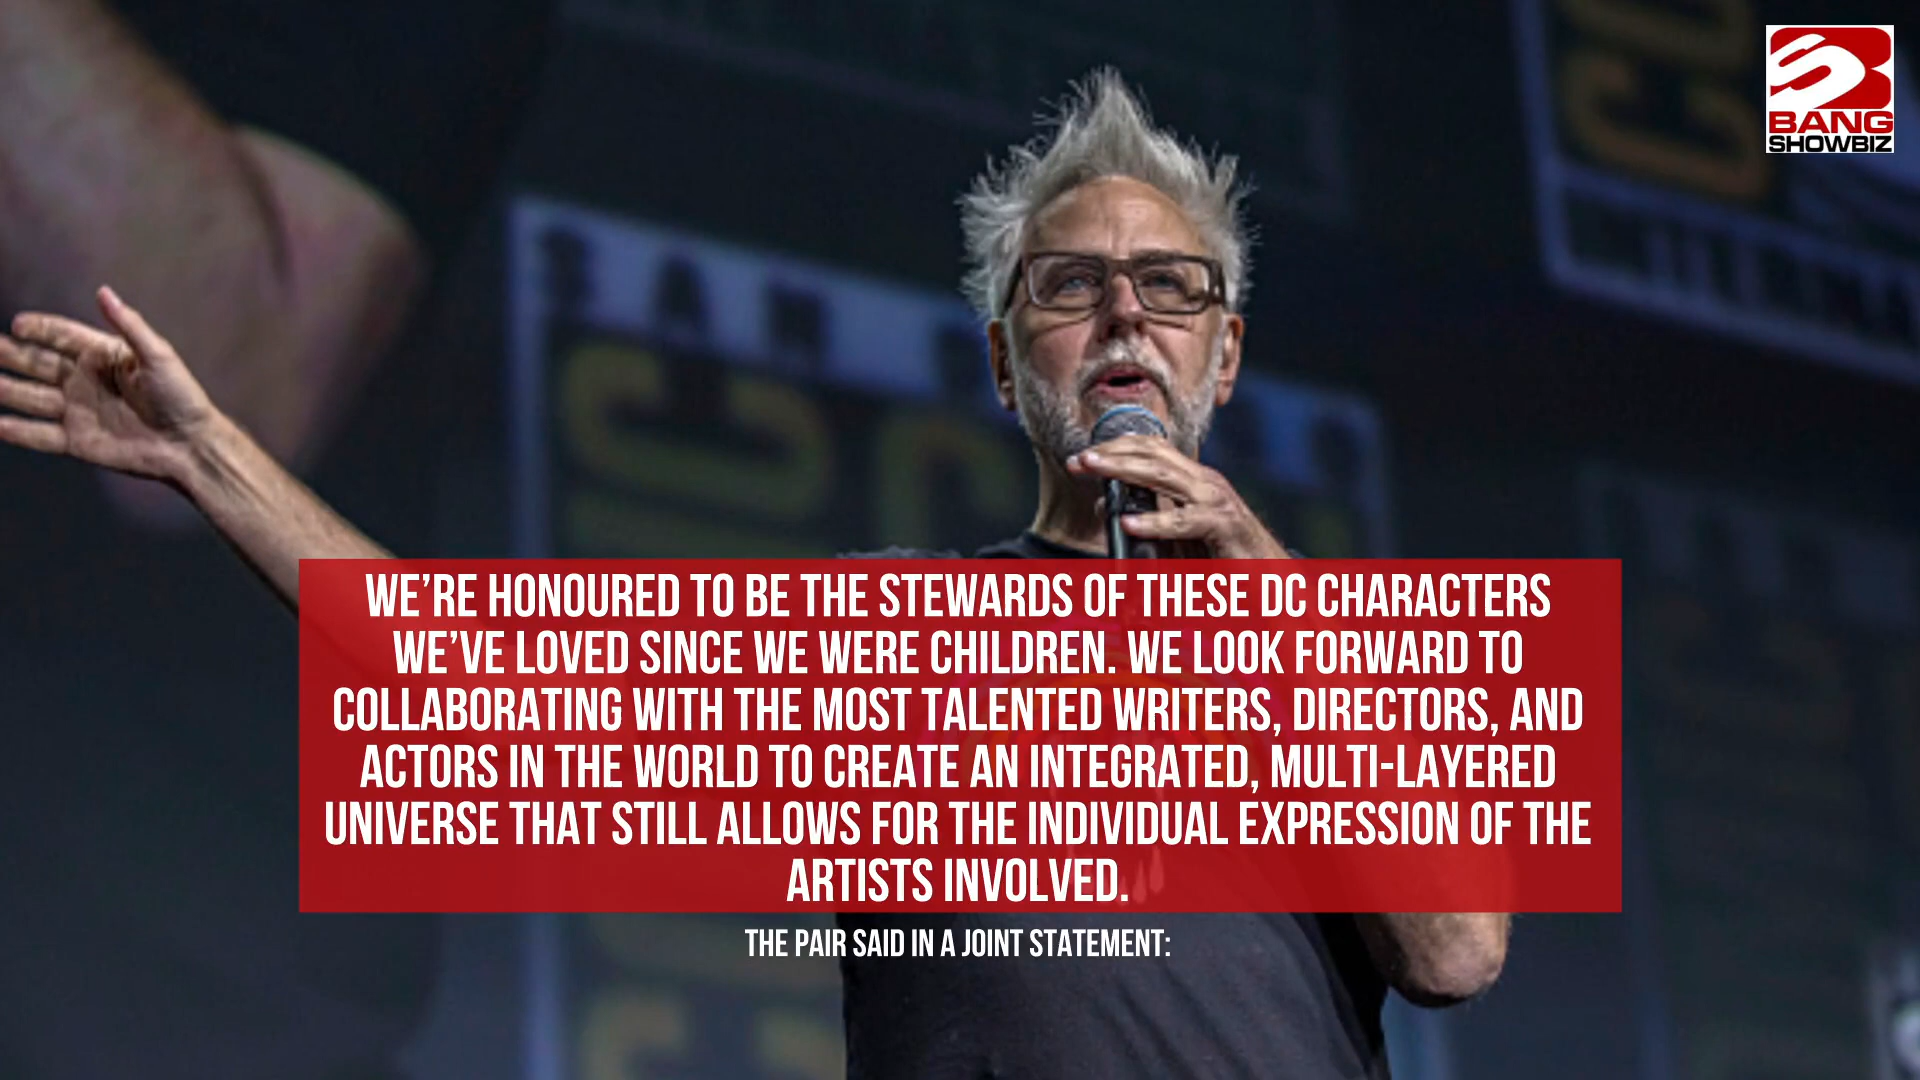 BANG
SHOWBIZ
WE’RE HONOURED TO BE THE STEWARDS OF THESE DC CHARACTERS
WE’VE LOVED SINCE WE WERE CHILDREN. WE LOOK FORWARD TO
COLLABORATING WITH THE MOST TALENTED WRITERS, DIRECTORS, AND
ACTORS IN THE WORLD TO CREATE AN INTEGRATED, MULTI-LAYERED
UNIVERSE THAT STILL ALLOWS FOR THE INDIVIDUAL EXPRESSION OF THE
ARTISTS INVOLVED.
THE PAIR SAID IN A JOINT STATEMENT: